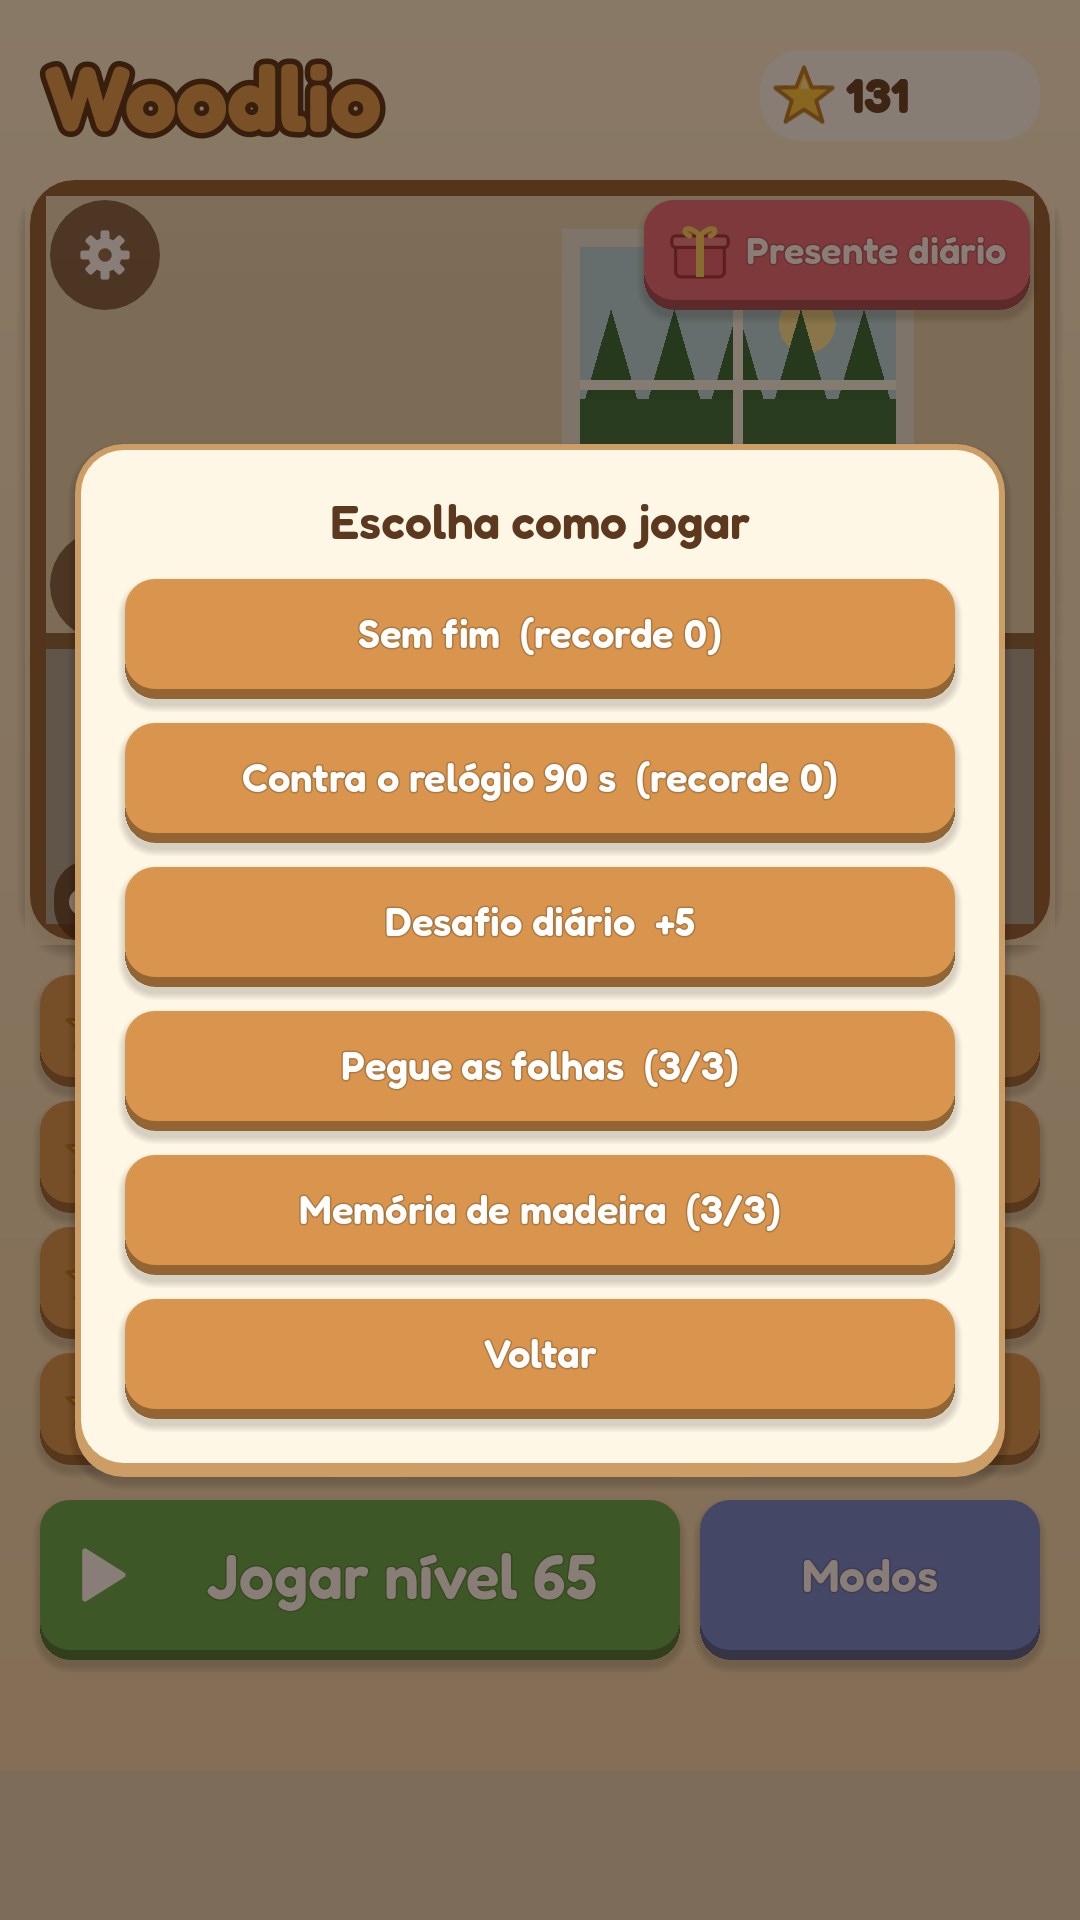 Woodlio
131
Presente diário
Escolha como jogar
Sem fim (recorde 0)
Contra o relógio 90 s (recorde 0)
Desafio diário +5
Pegue as folhas (3/3)
Memória de madeira (3/3)
Voltar
Jogar nível 65
Modos